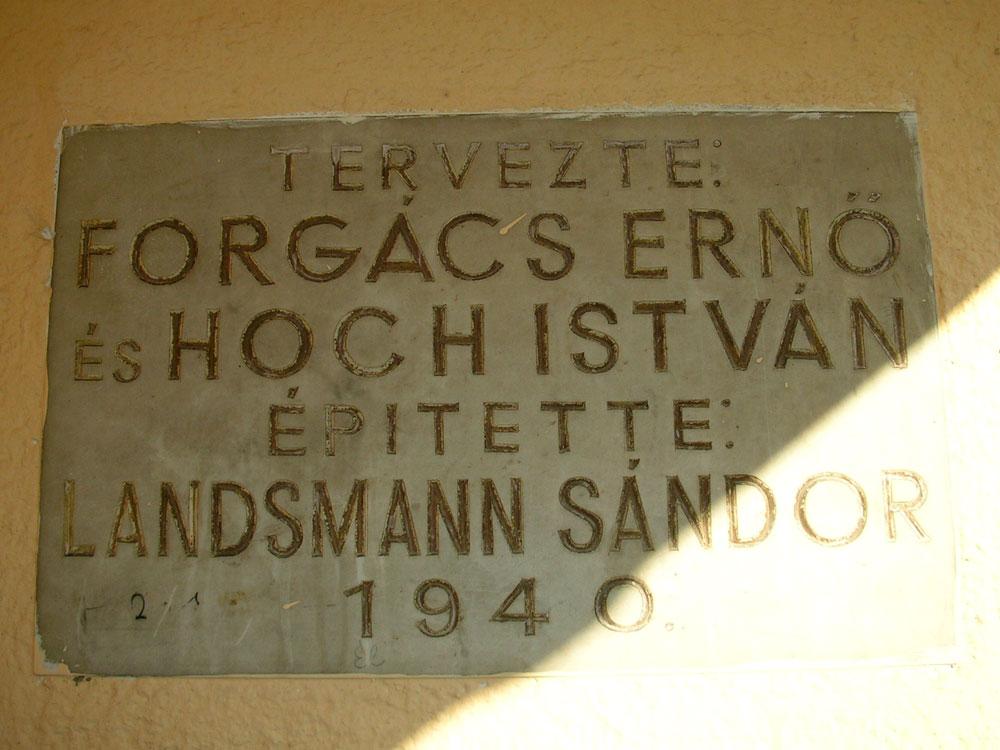 TERVEZTE:
FORGÁCS ERNŐ
ÉS HOCH ISTVÁN
ÉPITETTE:
LANDSMANN SÁNDOR
1940.